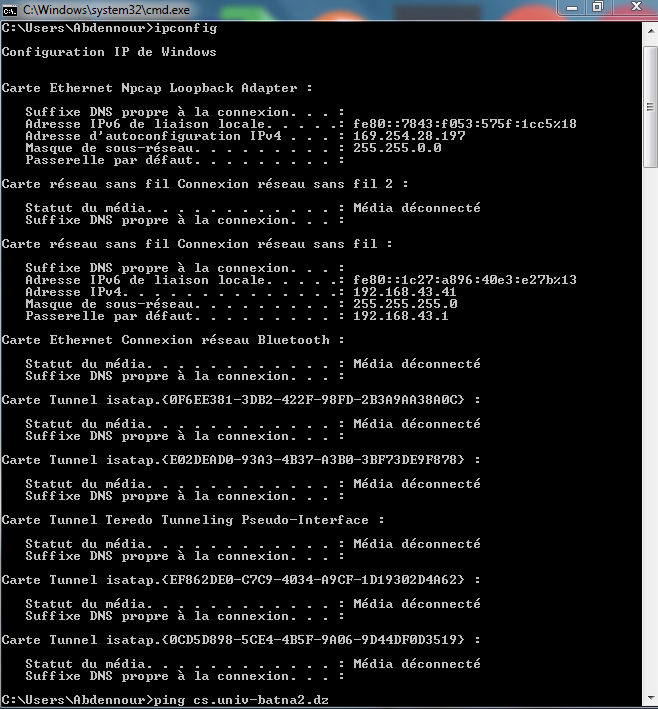 C:\Windows\system32\cmd.exe
C:\Users\Abdennour>ipconfig
Configuration IP de Windows
Carte Ethernet Npcap Loopback Adapter :
Suffixe DNS propre à la connexion. . . :
Adresse IPv6 de liaison locale. . . . .: fe80::7843:f053:575f:1cc5%18
Adresse d'autoconfiguration IPv4 . . . : 169.254.28.197
Masque de sous-réseau. . . . . . . . . : 255.255.0.0
Passerelle par défaut. . . . . . . . . :
Carte réseau sans fil Connexion réseau sans fil 2 :
Statut du média. . . . . . . . . . . . : Média déconnecté
Suffixe DNS propre à la connexion. . . :
Carte réseau sans fil Connexion réseau sans fil :
Suffixe DNS propre à la connexion. . . :
Adresse IPv6 de liaison locale. . . . .: fe80::1c27:a896:40e3:e27b%13
Adresse IPv4. . . . . . . . . . . . . .: 192.168.43.41
Masque de sous-réseau. . . . . . . . . : 255.255.255.0
Passerelle par défaut. . . . . . . . . : 192.168.43.1
Carte Ethernet Connexion réseau Bluetooth :
Statut du média. . . . . . . . . . . . : Média déconnecté
Suffixe DNS propre à la connexion. . . :
Carte Tunnel isatap.{0F6EE381-3DB2-422F-98FD-2B3A9AA38A0C} :
Statut du média. . . . . . . . . . . . : Média déconnecté
Suffixe DNS propre à la connexion. . . :
Carte Tunnel isatap.{E02DEAD0-93A3-4B37-A3B0-3BF73DE9F878} :
Statut du média. . . . . . . . . . . . : Média déconnecté
Suffixe DNS propre à la connexion. . . :
Carte Tunnel Teredo Tunneling Pseudo-Interface :
Statut du média. . . . . . . . . . . . : Média déconnecté
Suffixe DNS propre à la connexion. . . :
Carte Tunnel isatap.{EF862DE0-C7C9-4034-A9CF-1D19302D4A62} :
Statut du média. . . . . . . . . . . . : Média déconnecté
Suffixe DNS propre à la connexion. . . :
Carte Tunnel isatap.{0CD5D898-5CE4-4B5F-9A06-9D44DF0D3519} :
Statut du média. . . . . . . . . . . . : Média déconnecté
Suffixe DNS propre à la connexion. . . :
C:\Users\Abdennour>ping cs.univ-batna2.dz